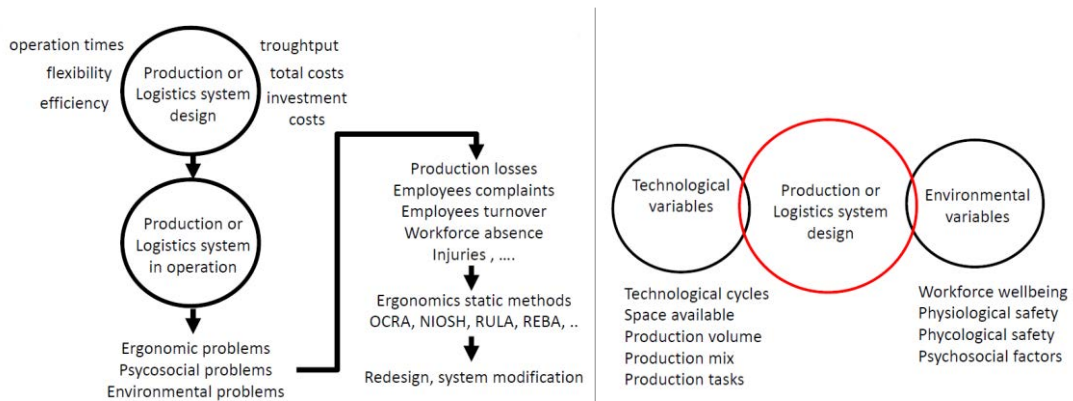 operation times
flexibility
efficiency
Production or
Logistics system
design
troughtput
total costs
investment
costs
Production or
Logistics system
in operation
Ergonomic problems
Psycosocial problems
Environmental problems
Production losses
Employees complaints
Employees turnover
Workforce absence
Injuries , ....
Ergonomics static methods
OCRA, NIOSH, RULA, REBA, ..
Redesign, system modification
Technological
variables
Production or
Logistics system
design
Environmental
variables
Technological cycles
Space available
Production volume
Production mix
Production tasks
Workforce wellbeing
Physiological safety
Phycological safety
Psychosocial factors